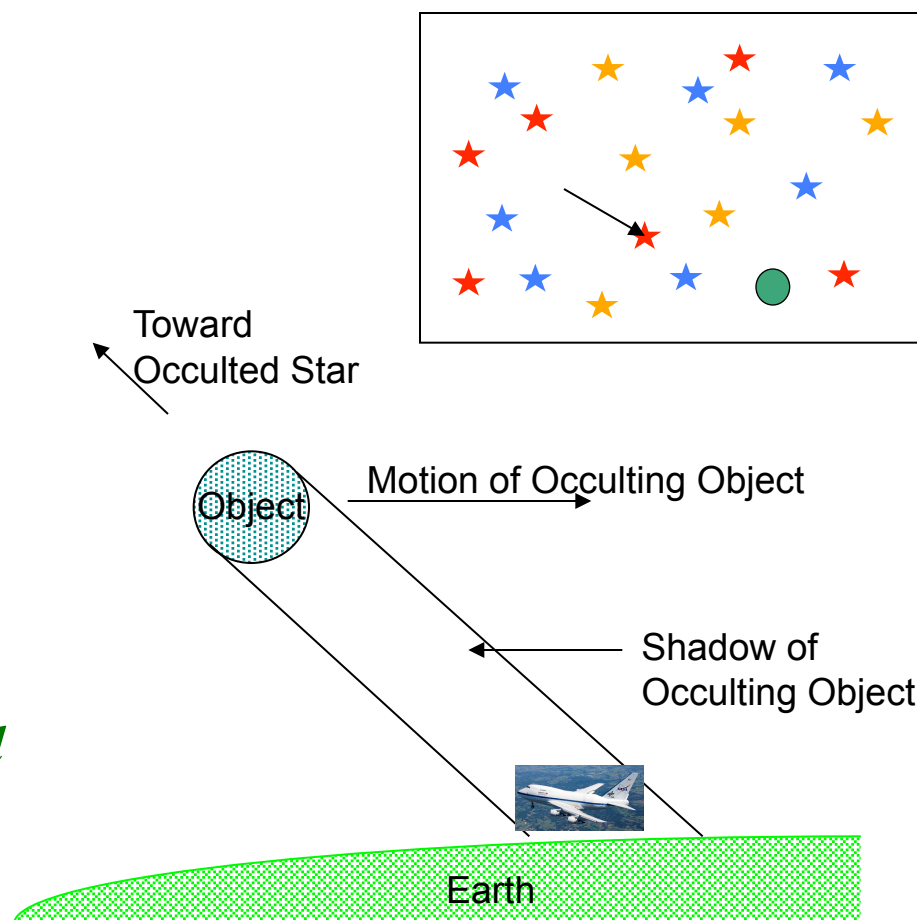 Toward
Occulted Star
Motion of Occulting Object
Object
Shadow of
Occulting Object
Earth